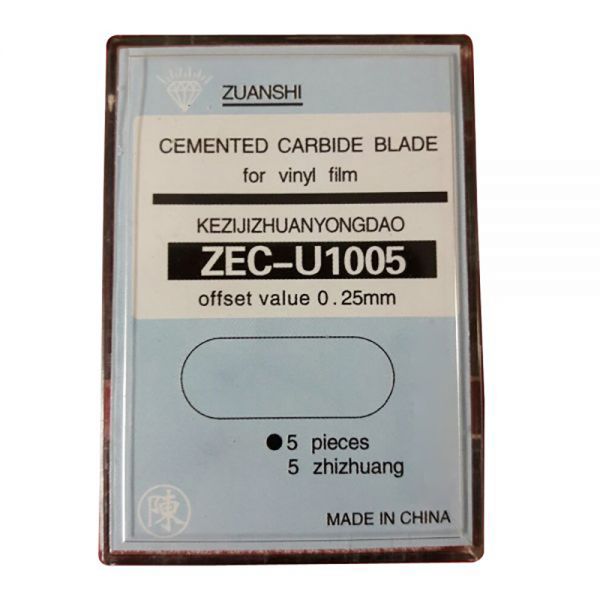 ZUANSHI
CEMENTED CARBIDE BLADE
for vinyl film
KEZIJIZHUANYONGDAO
ZEC-U1005
offset value 0.25mm
●5 pieces
5 zhizhuang
陳
MADE IN CHINA